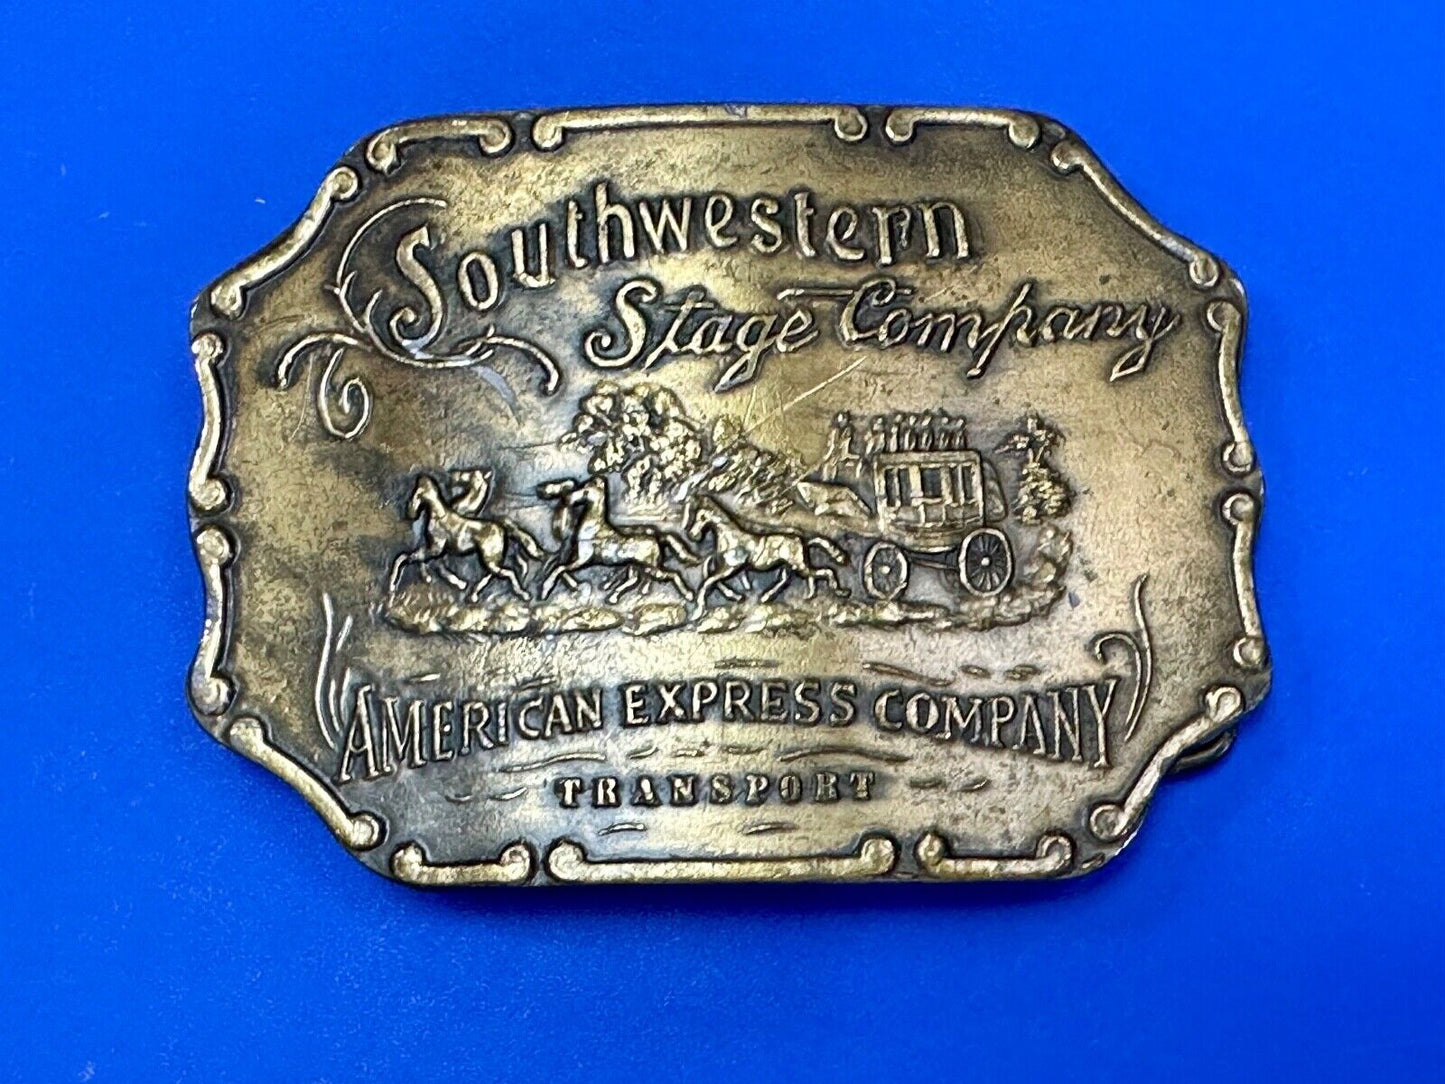 Southwestern
Stage Company
AMERICAN EXPRESS COMPANY
TRANSPORT